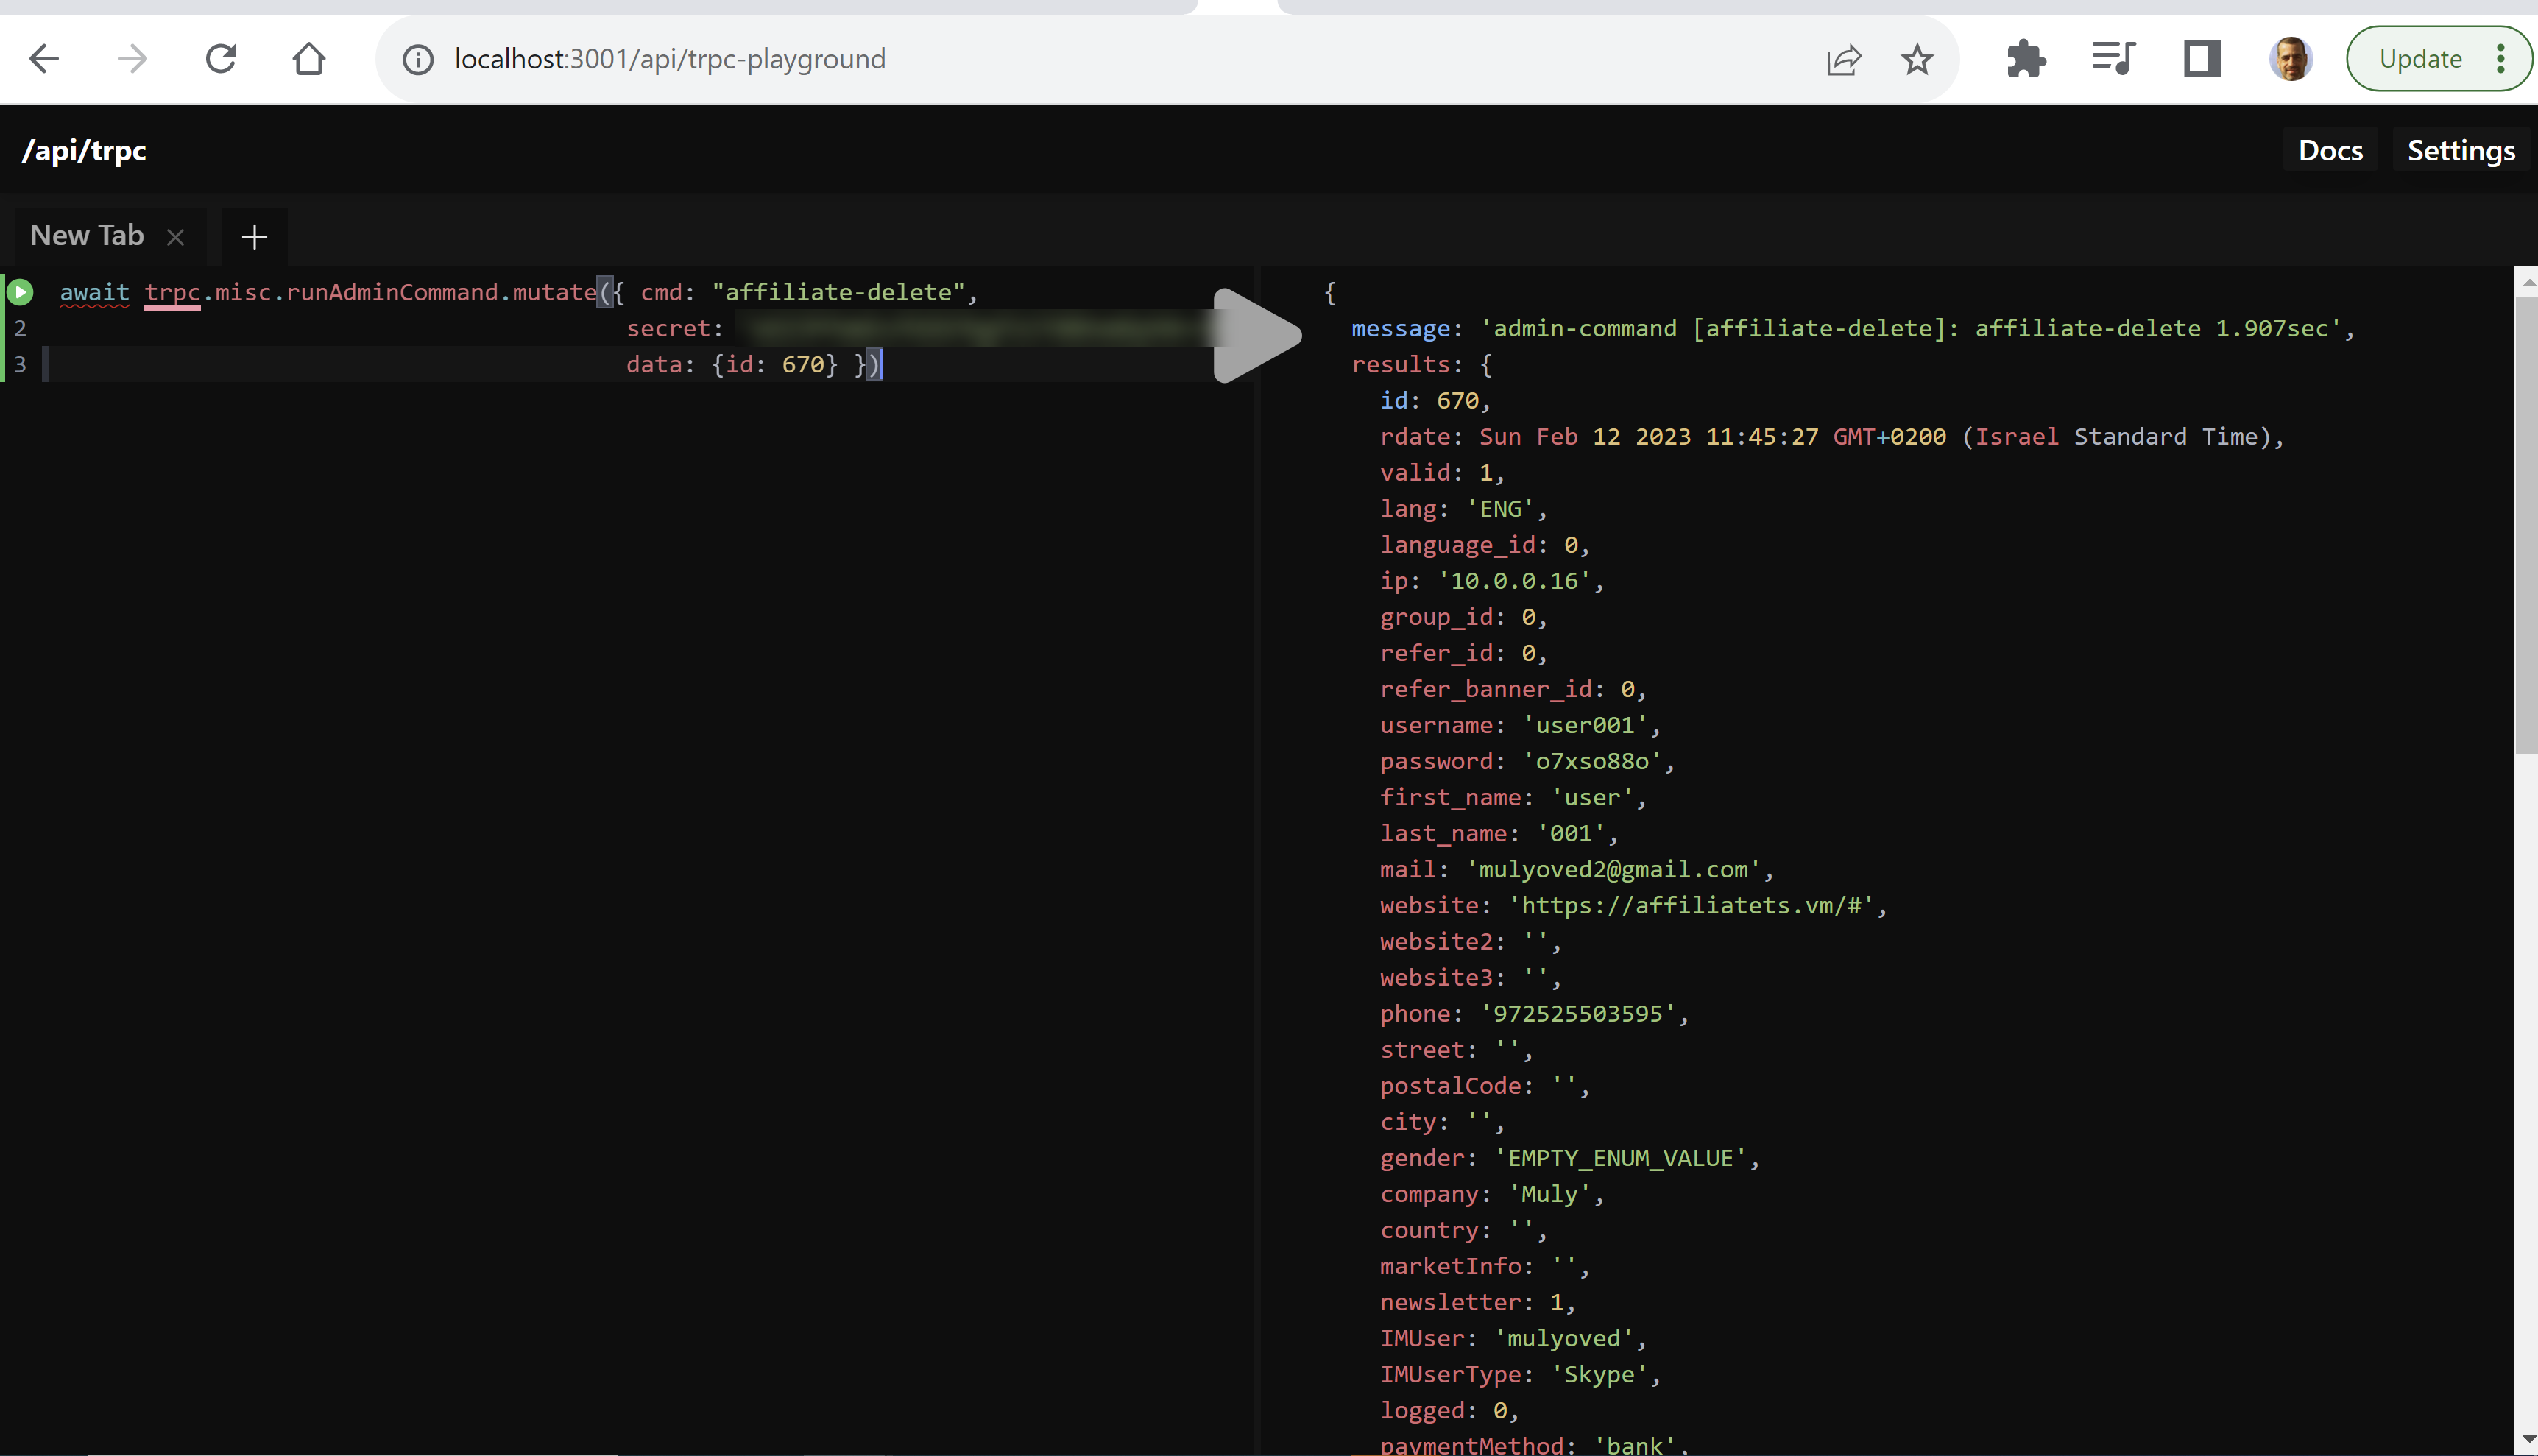 localhost:3001/api/trpc-playground
Update
/api/trpc
Docs
Settings
New Tab
await trpc.misc.runAdminCommand.mutate({ cmd: "affiliate-delete",
2 secret:
3 data: {id: 670} })
{
message: 'admin-command [affiliate-delete]: affiliate-delete 1.907sec',
results: {
id: 670,
rdate: Sun Feb 12 2023 11:45:27 GMT+0200 (Israel Standard Time),
valid: 1,
lang: 'ENG',
language_id: 0,
ip: '10.0.0.16',
group_id: 0,
refer_id: 0,
refer_banner_id: 0,
username: 'user001',
password: 'o7xso88o',
first_name: 'user',
last_name: '001',
mail: 'mulyoved2@gmail.com',
website: 'https://affiliatets.vm/#',
website2: '',
website3: '',
phone: '972525503595',
street: '',
postalCode: '',
city: '',
gender: 'EMPTY_ENUM_VALUE',
company: 'Muly',
country: '',
marketInfo: '',
newsletter: 1,
IMUser: 'mulyoved',
IMUserType: 'Skype',
logged: 0,
paymentMethod: 'bank',